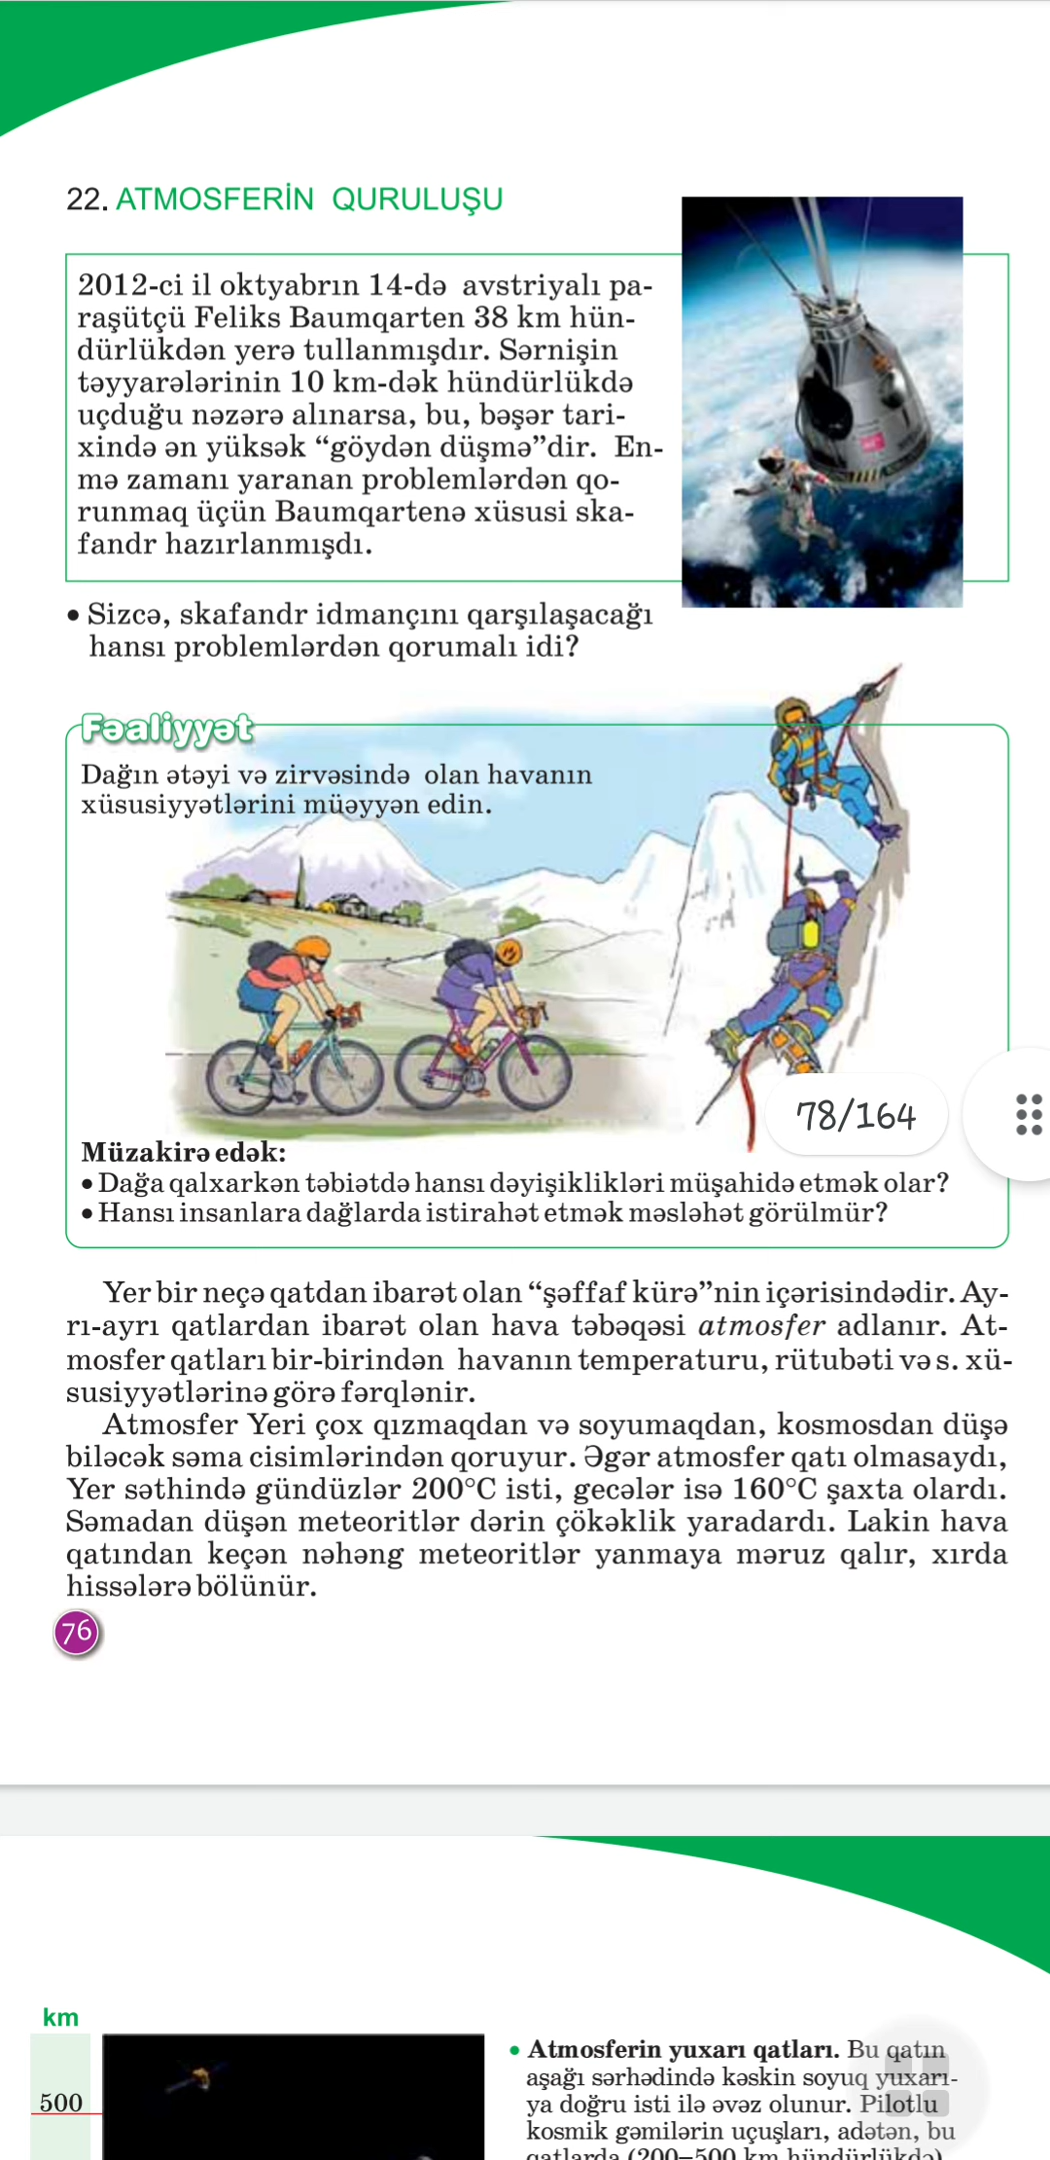 22. ATMOSFERİN QURULUŞU
2012-ci il oktyabrın 14-də avstriyalı pa-
raşütçü Feliks Baumqarten 38 km hün-
dürlükdən yerə tullanmışdır. Sərnişin
təyyarələrinin 10 km-dək hündürlükdə
uçduğu nəzərə alınarsa, bu, bəşər tari-
xində ən yüksək “göydən düşmə”dir. En-
mə zamanı yaranan problemlərdən qo-
runmaq üçün Baumqartenə xüsusi ska-
fandr hazırlanmışdı.
• Sizcə, skafandr idmançını qarşılaşacağı
hansı problemlərdən qorumalı idi?
Fəaliyyət
Dağın ətəyi və zirvəsində olan havanın
xüsusiyyətlərini müəyyən edin.
78/164
Müzakirə edək:
• Dağa qalxarkən təbiətdə hansı dəyişiklikləri müşahidə etmək olar?
• Hansı insanlara dağlarda istirahət etmək məsləhət görülmür?
Yer bir neçə qatdan ibarət olan “şəffaf kürə”nin içərisindədir. Ay-
rı-ayrı qatlardan ibarət olan hava təbəqəsi atmosfer adlanır. At-
mosfer qatları bir-birindən havanın temperaturu, rütubəti və s. xü-
susiyyətlərinə görə fərqlənir.
Atmosfer Yeri çox qızmaqdan və soyumaqdan, kosmosdan düşə
biləcək səma cisimlərindən qoruyur. Əgər atmosfer qatı olmasaydı,
Yer səthində gündüzlər 200°C isti, gecələr isə 160°C şaxta olardı.
Səmadan düşən meteoritlər dərin çökəklik yaradardı. Lakin hava
qatından keçən nəhəng meteoritlər yanmaya məruz qalır, xırda
hissələrə bölünür.
76
km
500
• Atmosferin yuxarı qatları. Bu qatın
aşağı sərhədində kəskin soyuq yuxarı-
ya doğru isti ilə əvəz olunur. Pilotlu
kosmik gəmilərin uçuşları, adətən, bu
qatlarda (200–500 km hündürlükdə)